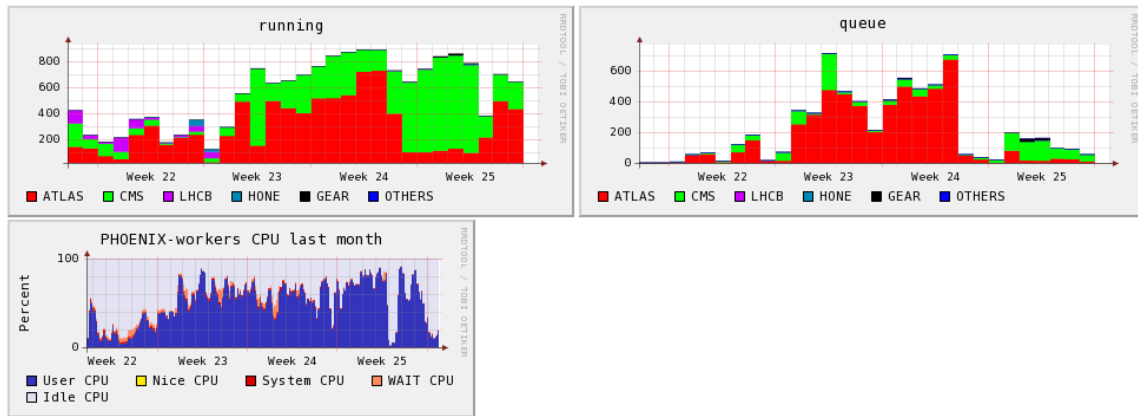 running
RRDTOOL / TOBI OETIKER
800
600
400
200
Week 22 Week 23 Week 24 Week 25
ATLAS CMS LHCB HONE GEAR OTHERS
queue
RRDTOOL / TOBI OETIKER
600
400
200
0
Week 22 Week 23 Week 24 Week 25
ATLAS CMS LHCB HONE GEAR OTHERS
PHOENIX-workers CPU last month
RRDTOOL / TOBI OETIKER
Percent
100
0
Week 22 Week 23 Week 24 Week 25
User CPU Nice CPU System CPU WAIT CPU
Idle CPU